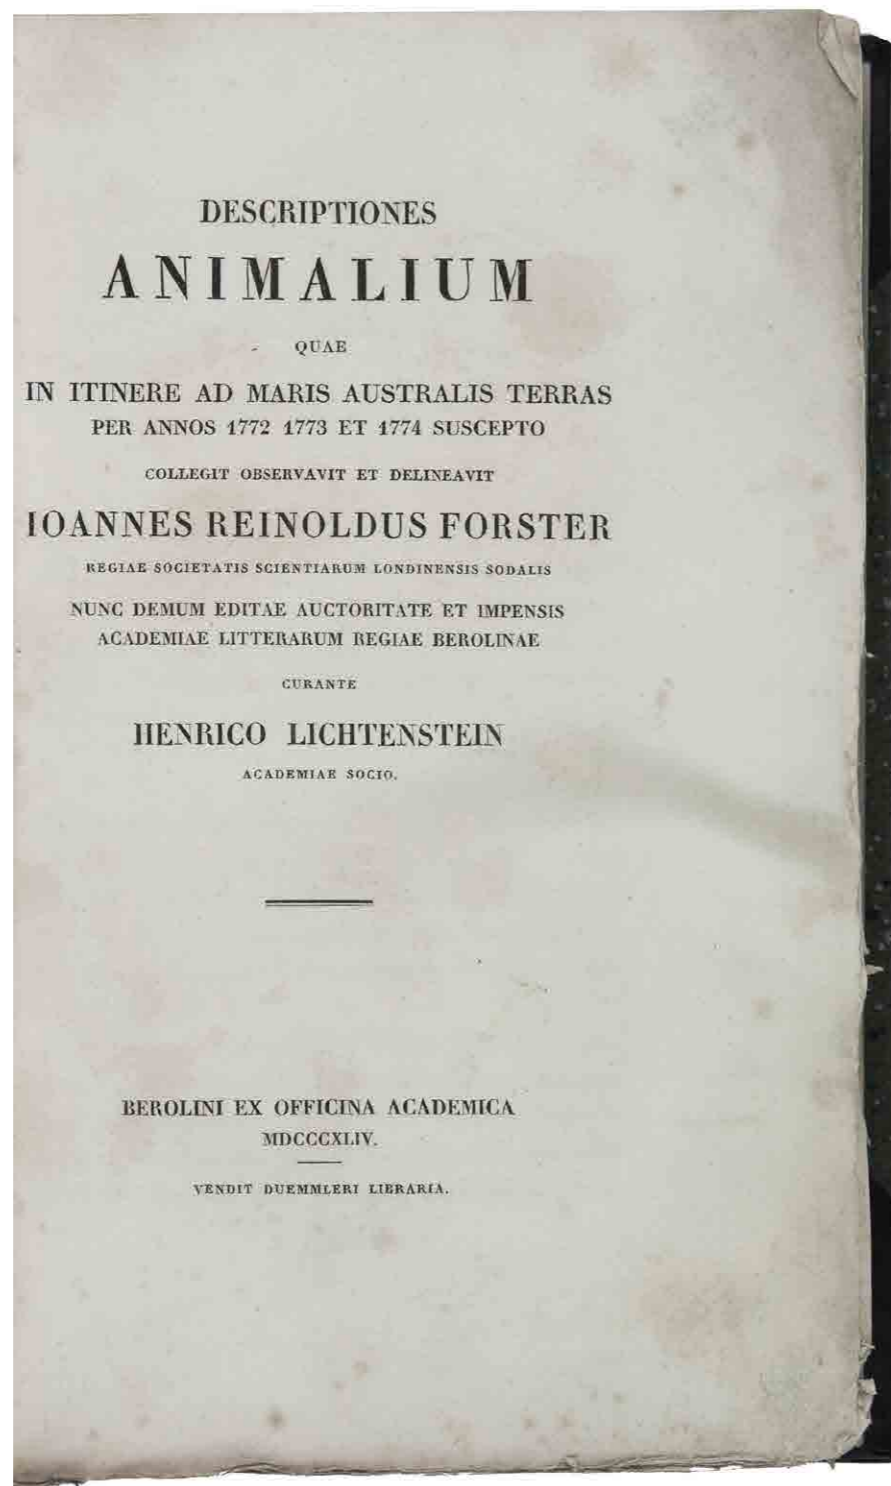 DESCRIPTIONES
ANIMALIUM
QUAE
IN ITINERE AD MARIS AUSTRALIS TERRAS
PER ANNOS 1772 1773 ET 1774 SUSCEPTO
COLLEGIT OBSERVAVIT ET DELINEAVIT
IOANNES REINOLDUS FORSTER
REGIAE SOCIETATIS SCIENTIARUM LONDINENSIS SODALIS
NUNC DEMUM EDITAE AUCTORITATE ET IMPENSIS
ACADEMIAE LITTERARUM REGIAE BEROLINAE
CURANTE
HENRICO LICHTENSTEIN
ACADEMIAE SOCIO.
BEROLINI EX OFFICINA ACADEMICA
MDCCCXLIV.
VENDIT DUEMMLERI LIBRARIA.